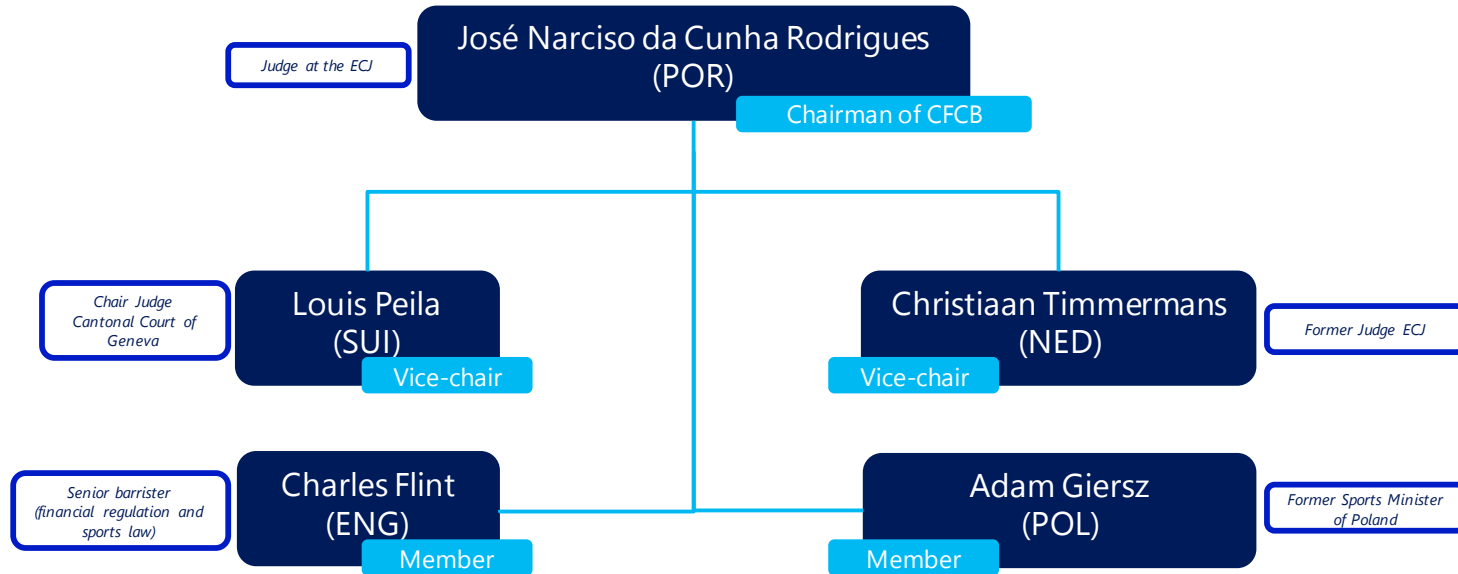 José Narciso da Cunha Rodrigues
(POR)
Judge at the ECJ
Chairman of CFCB
Louis Peila
(SUI)
Chair Judge
Cantonal Court of
Geneva
Vice-chair
Christiaan Timmermans
(NED)
Former Judge ECJ
Vice-chair
Charles Flint
(ENG)
Senior barrister
(financial regulation and
sports law)
Member
Adam Giersz
(POL)
Former Sports Minister
of Poland
Member